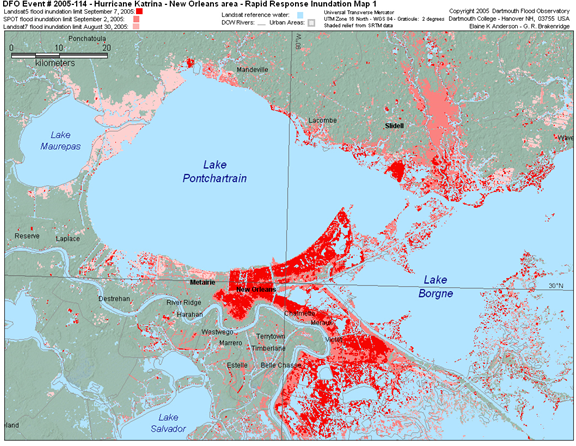 DFO Event # 2005-114 - Hurricane Katrina - New Orleans area - Rapid Response Inundation Map 1
Landsat5 flood inundation limit September 7, 2005:
SPOT flood inundation limit September 2, 2005:
Landsat7 flood inundation limit August 30, 2005:
Landsat reference water:
DCW Rivers: Urban Areas:
Universal Transverse Mercator
UTM Zone 16 North - WGS 84 - Graticule: 2 degrees
Shaded relief from SRTM data
Copyright 2005 Dartmouth Flood Observatory
Dartmouth College - Hanover NH, 03755 USA
Elaine K Anderson - G. R. Brakenridge
Ponchatoula
0 10 20
kilometers
90°W
Mandeville
Lacombe
Slidell
Lake
Maurepas
Lake
Pontchartrain
Reserve
Laplace
Metairie
New Orleans
Lake
Borgne
30°N
Destrehan
River Ridge
Harahan
Chalmette
Meraux
Violet
Westwego
Terrytown
Marrero
Timberlane
Estelle
Belle Chasse
Lake
Salvador